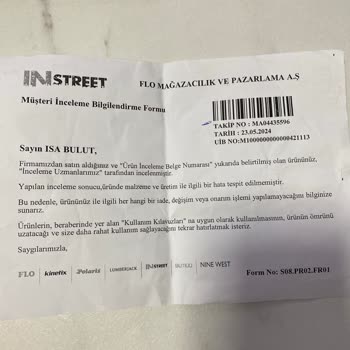 INSTREET
FLO MAĞAZACILIK VE PAZARLAMA A.Ş
Müşteri İnceleme Bilgilendirme Formu
TAKİP NO : MA04435596
TARİH : 23.05.2024
UİB NO:M1000000000000421113
Sayın ISA BULUT,
Firmamızdan satın aldığınız ve "Ürün İnceleme Belge Numarası" yukarıda belirtilmiş olan ürününüz,
"İnceleme Uzmanlarımız" tarafından incelenmiştir.
Yapılan inceleme sonucu,üründe malzeme ve üretim ile ilgili bir hata tespit edilmemiştir.
Bu nedenle, ürününüz ile ilgili her hangi bir iade, değişim veya onarım işlemi yapılamayacağını bilginize
sunarız.
Ürünlerin, beraberinde yer alan "Kullanım Kılavuzları" na uygun olarak kullanılmasının, ürünün ömrünü
uzatacağı ve size daha rahat kullanım sağlayacağını tekrar hatırlatmak isteriz.
Saygılarımızla,
FLO kinetix Polaris LUMBERJACK INSTREET BUTIGO NINE WEST
Form No: S08.PR02.FR01